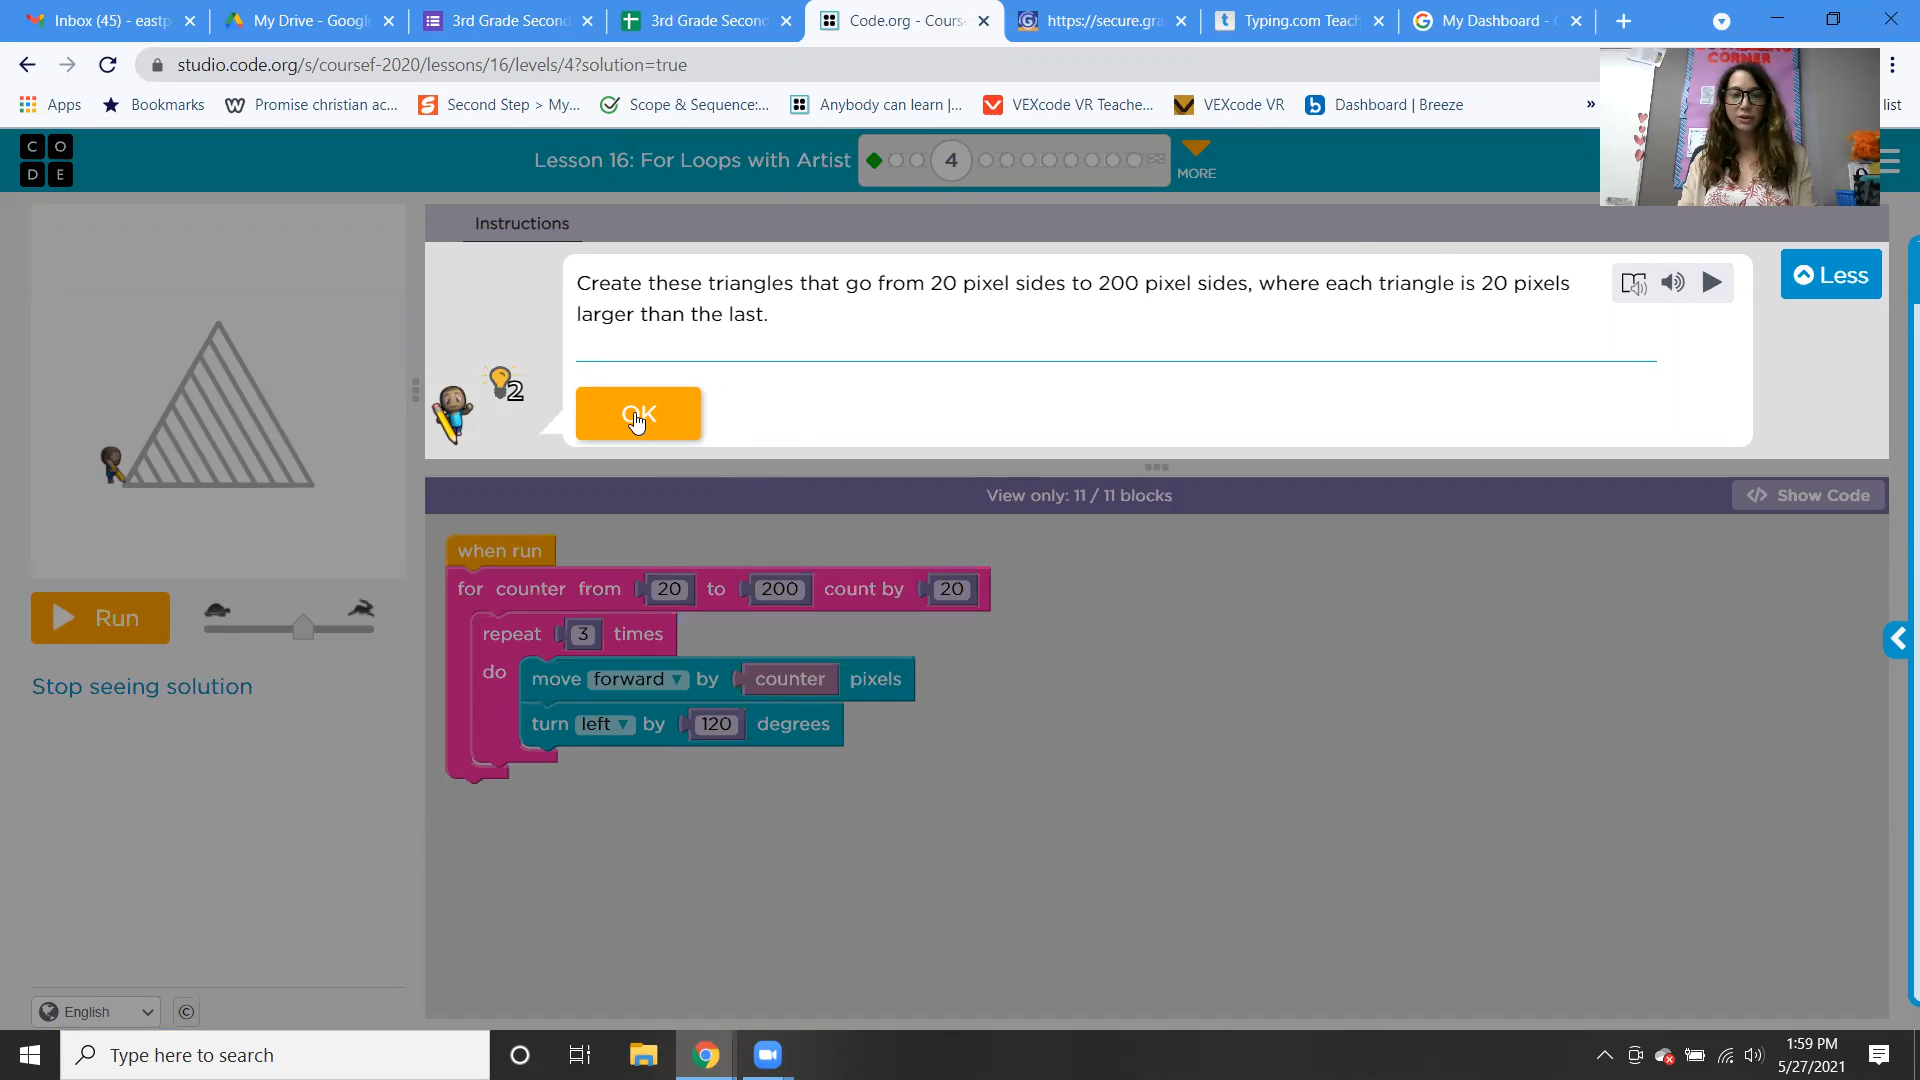 Inbox (45) - eastp
My Drive - Google
3rd Grade Second
3rd Grade Second
Code.org - Cours
https://secure.gra
Typing.com Teach
My Dashboard -
studio.code.org/s/coursef-2020/lessons/16/levels/4?solution=true
Apps
Bookmarks
Promise christian ac...
Second Step > My...
Scope & Sequence:...
Anybody can learn |...
VEXcode VR Teache...
VEXcode VR
Dashboard | Breeze
»
list
CORNER
C O
D E
Lesson 16: For Loops with Artist
4
MORE
Instructions
Create these triangles that go from 20 pixel sides to 200 pixel sides, where each triangle is 20 pixels
larger than the last.
Less
2
OK
View only: 11 / 11 blocks
Show Code
when run
for counter from 20 to 200 count by 20
repeat 3 times
do move forward by counter pixels
turn left by 120 degrees
Run
Stop seeing solution
English
©
Type here to search
1:59 PM
5/27/2021